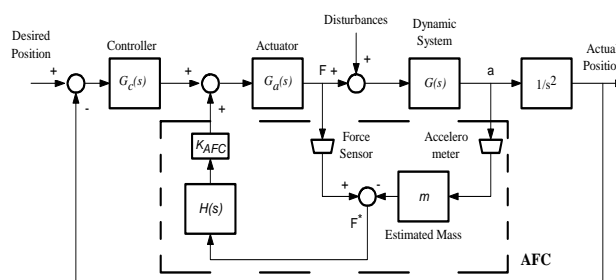 Disturbances
Desired
Position
Controller
Actuator
Dynamic
System
Actual
Position
+
-
Gc(s)
+
+
Ga(s)
F
+
+
G(s)
a
1/s²
KAFC
Force
Sensor
Accelero
meter
H(s)
+
-
F*
m
Estimated Mass
AFC